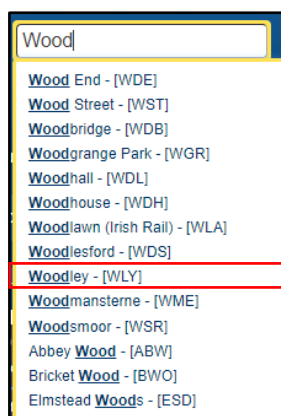 Wood
Wood End - [WDE]
Wood Street - [WST]
Woodbridge - [WDB]
Woodgrange Park - [WGR]
Woodhall - [WDL]
Woodhouse - [WDH]
Woodlawn (Irish Rail) - [WLA]
Woodlesford - [WDS]
Woodley - [WLY]
Woodmansterne - [WME]
Woodsmoor - [WSR]
Abbey Wood - [ABW]
Bricket Wood - [BWO]
Elmstead Woods - [ESD]